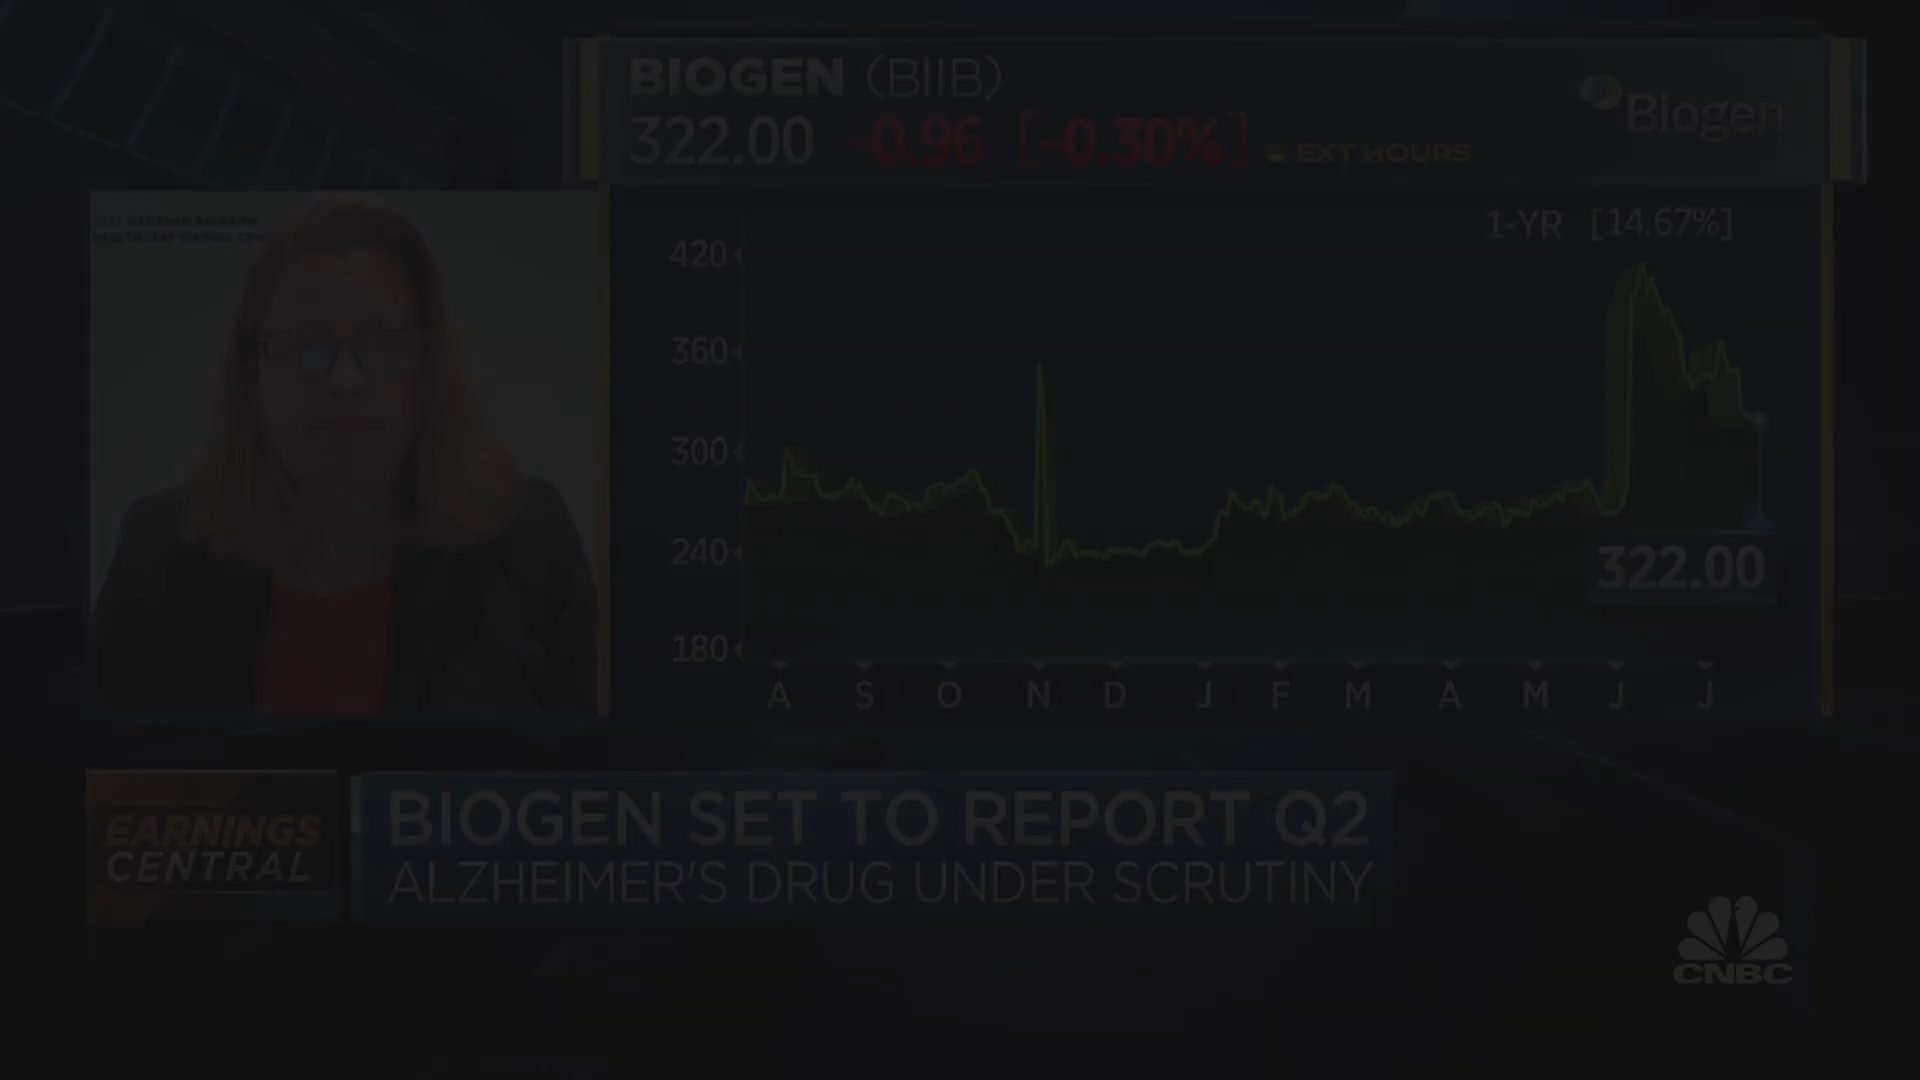 BIOGEN (BIIB)
322.00 -0.96 [-0.30%] EXT HOURS
Biogen
1-YR [14.67%]
420
360
300
240
180
322.00
A S O N D J F M A M J J
EARNINGS
CENTRAL
BIOGEN SET TO REPORT Q2
ALZHEIMER'S DRUG UNDER SCRUTINY
CNBC